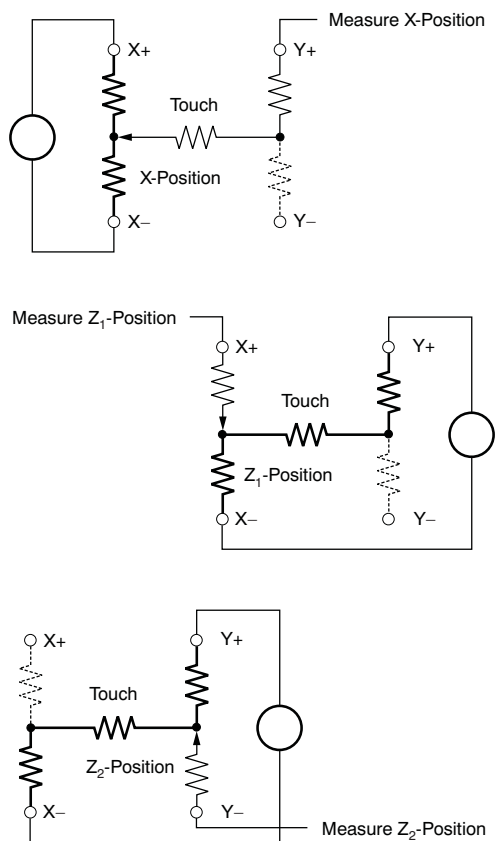 Measure X-Position
X+
Y+
Touch
X-Position
X–
Y–
Measure Z₁-Position
X+
Y+
Touch
Z₁-Position
X–
Y–
X+
Y+
Touch
Z₂-Position
X–
Y–
Measure Z₂-Position